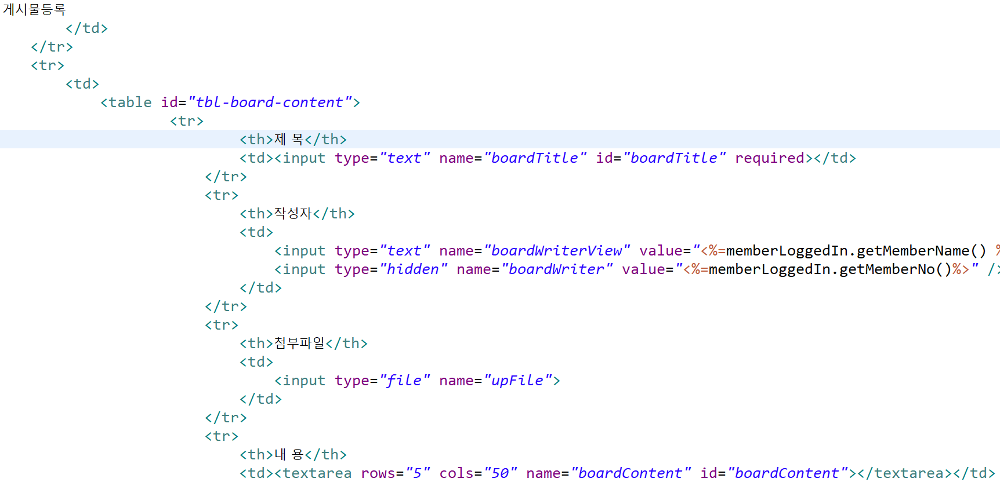 게시물등록
</td>
</tr>
<tr>
<td>
<table id="tbl-board-content">
<tr>
<th>제 목</th>
<td><input type="text" name="boardTitle" id="boardTitle" required></td>
</tr>
<tr>
<th>작성자</th>
<td>
<input type="text" name="boardWriterView" value="<%=memberLoggedIn.getMemberName() %
<input type="hidden" name="boardWriter" value="<%=memberLoggedIn.getMemberNo()%>" />
</td>
</tr>
<tr>
<th>첨부파일</th>
<td>
<input type="file" name="upFile">
</td>
</tr>
<tr>
<th>내 용</th>
<td><textarea rows="5" cols="50" name="boardContent" id="boardContent"></textarea></td>